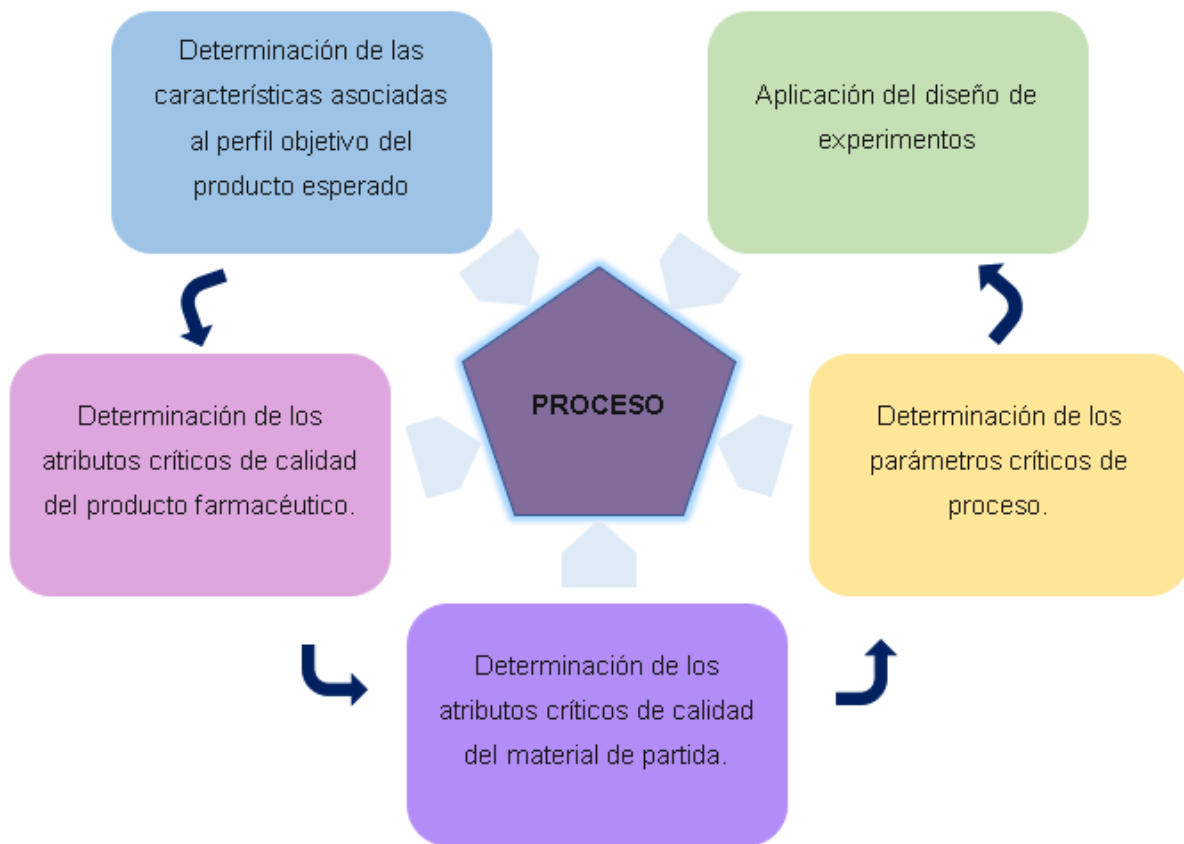 Determinación de las
características asociadas
al perfil objetivo del
producto esperado
Aplicación del diseño de
experimentos
PROCESO
Determinación de los
atributos críticos de calidad
del producto farmacéutico.
Determinación de los
parámetros críticos de
proceso.
Determinación de los
atributos críticos de calidad
del material de partida.